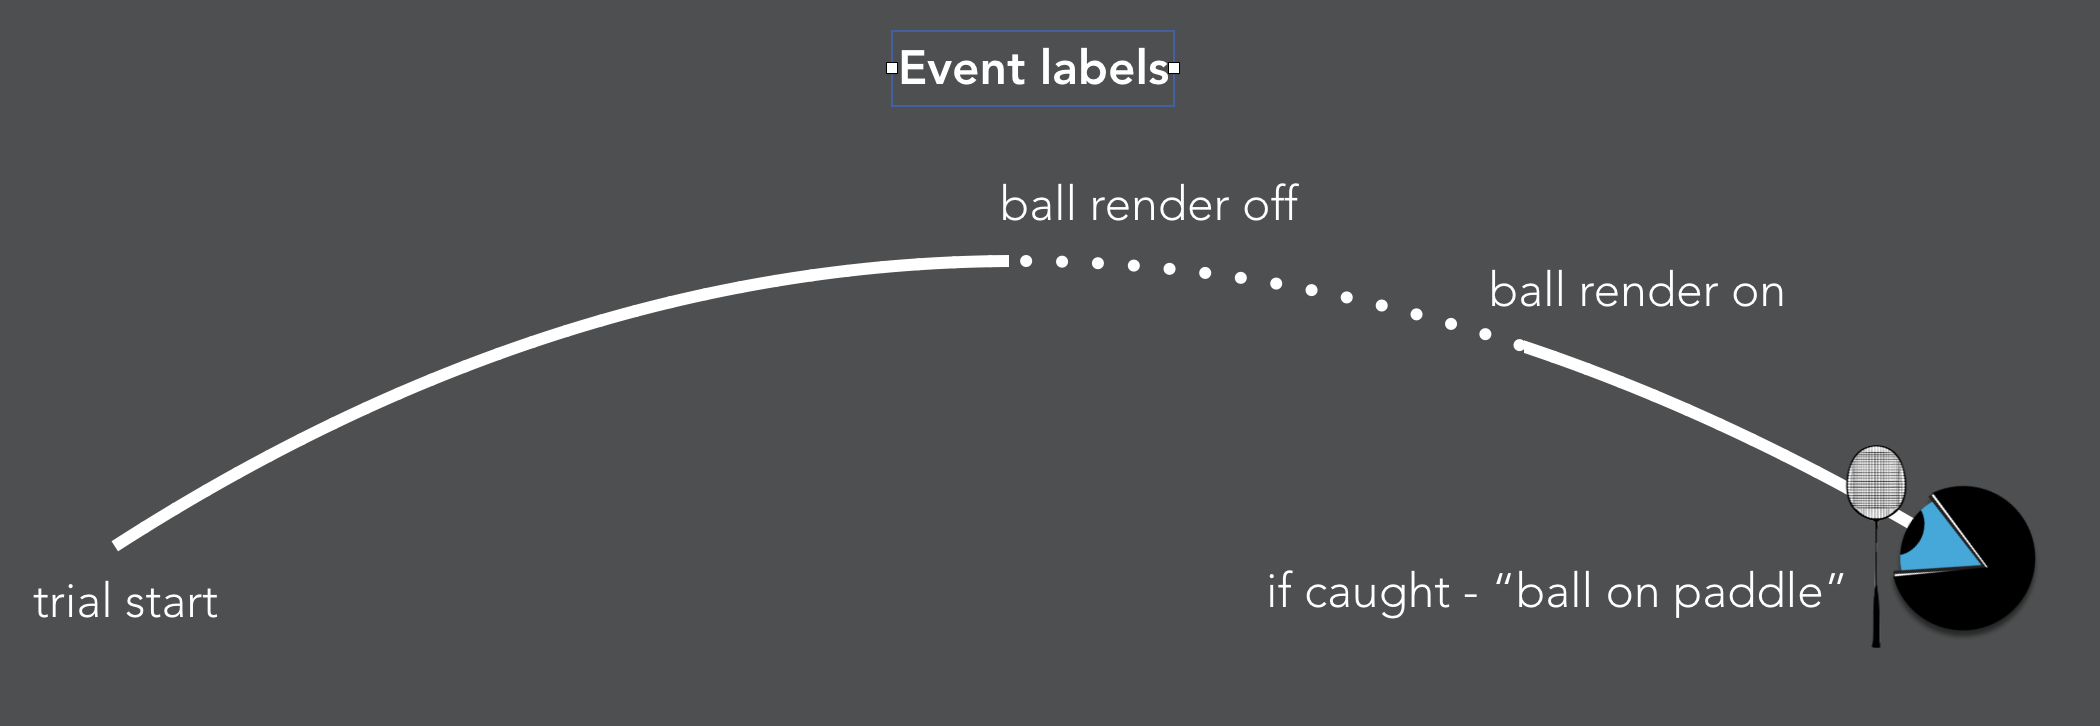 Event labels
ball render off
ball render on
trial start
if caught - “ball on paddle”